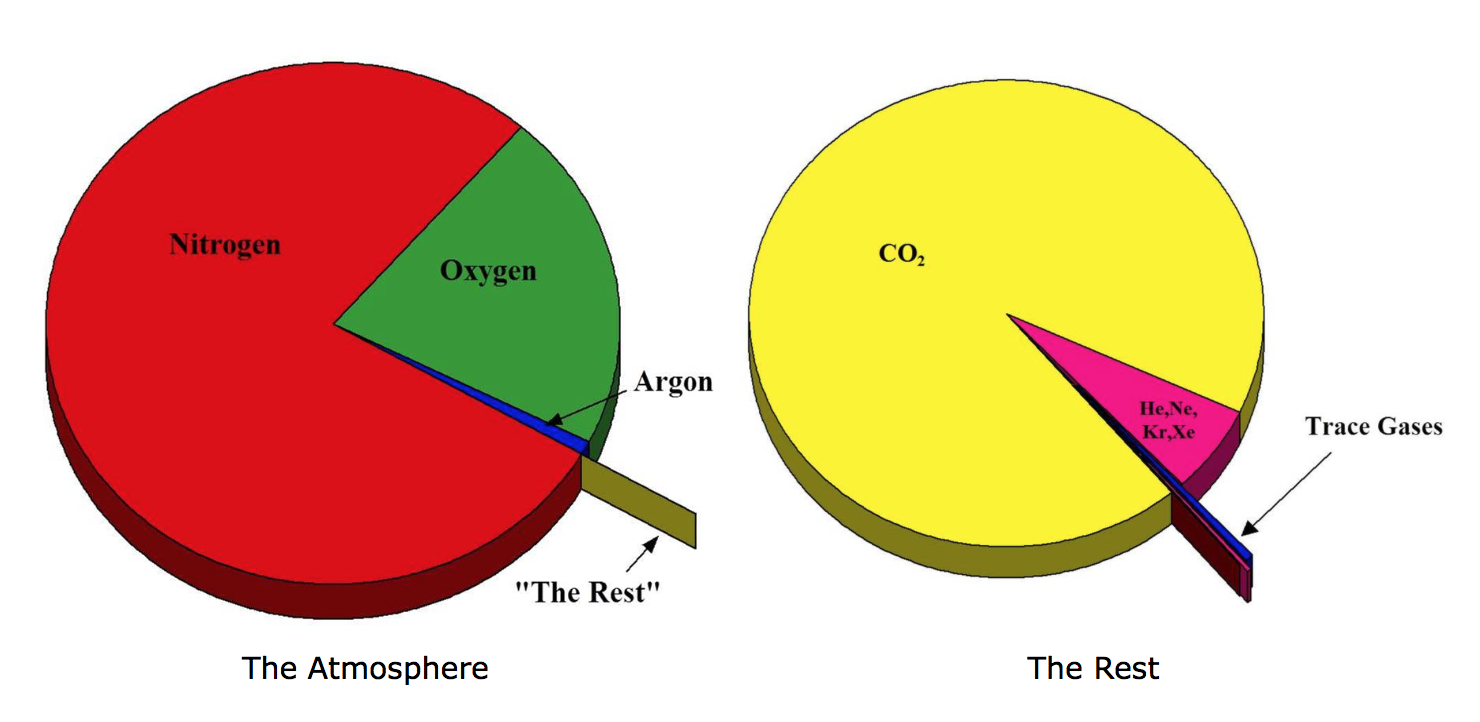 Nitrogen
Oxygen
Argon
"The Rest"
The Atmosphere
CO₂
He,Ne,
Kr,Xe
Trace Gases
The Rest